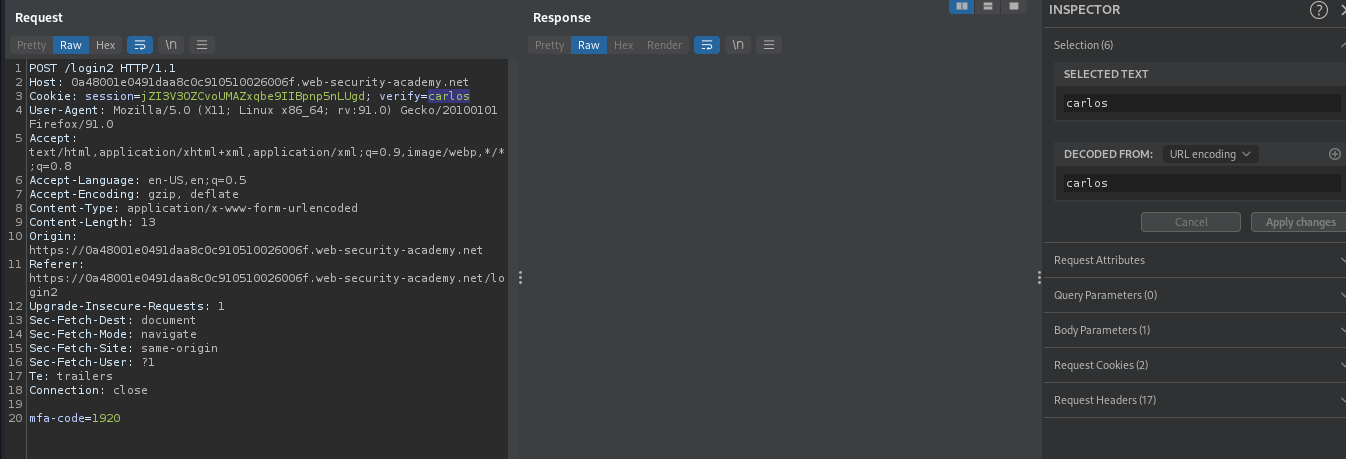 Request
Pretty Raw Hex \n
1 POST /login2 HTTP/1.1
2 Host: 0a48001e0491daa8c0c910510026006f.web-security-academy.net
3 Cookie: session=jZI3V3OZCvoUMAZxqbe9IIBpnp5nLUgd; verify=carlos
4 User-Agent: Mozilla/5.0 (X11; Linux x86_64; rv:91.0) Gecko/20100101
Firefox/91.0
5 Accept:
text/html,application/xhtml+xml,application/xml;q=0.9,image/webp,*/*
;q=0.8
6 Accept-Language: en-US,en;q=0.5
7 Accept-Encoding: gzip, deflate
8 Content-Type: application/x-www-form-urlencoded
9 Content-Length: 13
10 Origin:
https://0a48001e0491daa8c0c910510026006f.web-security-academy.net
11 Referer:
https://0a48001e0491daa8c0c910510026006f.web-security-academy.net/lo
gin2
12 Upgrade-Insecure-Requests: 1
13 Sec-Fetch-Dest: document
14 Sec-Fetch-Mode: navigate
15 Sec-Fetch-Site: same-origin
16 Sec-Fetch-User: ?1
17 Te: trailers
18 Connection: close
19
20 mfa-code=1920
Response
Pretty Raw Hex Render \n
INSPECTOR
Selection (6)
SELECTED TEXT
carlos
DECODED FROM: URL encoding
carlos
Cancel Apply changes
Request Attributes
Query Parameters (0)
Body Parameters (1)
Request Cookies (2)
Request Headers (17)